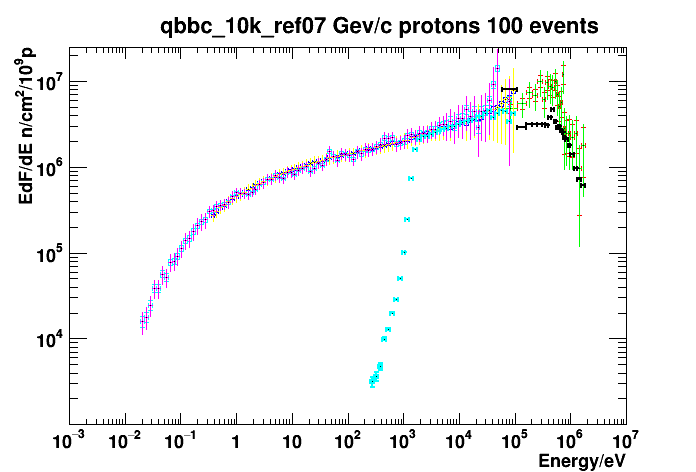 qbbc_10k_ref07 Gev/c protons 100 events
EdF/dE n/cm²/10⁹p
10⁷
10⁶
10⁵
10⁴
10⁻³ 10⁻² 10⁻¹ 1 10 10² 10³ 10⁴ 10⁵ 10⁶ 10⁷
Energy/eV